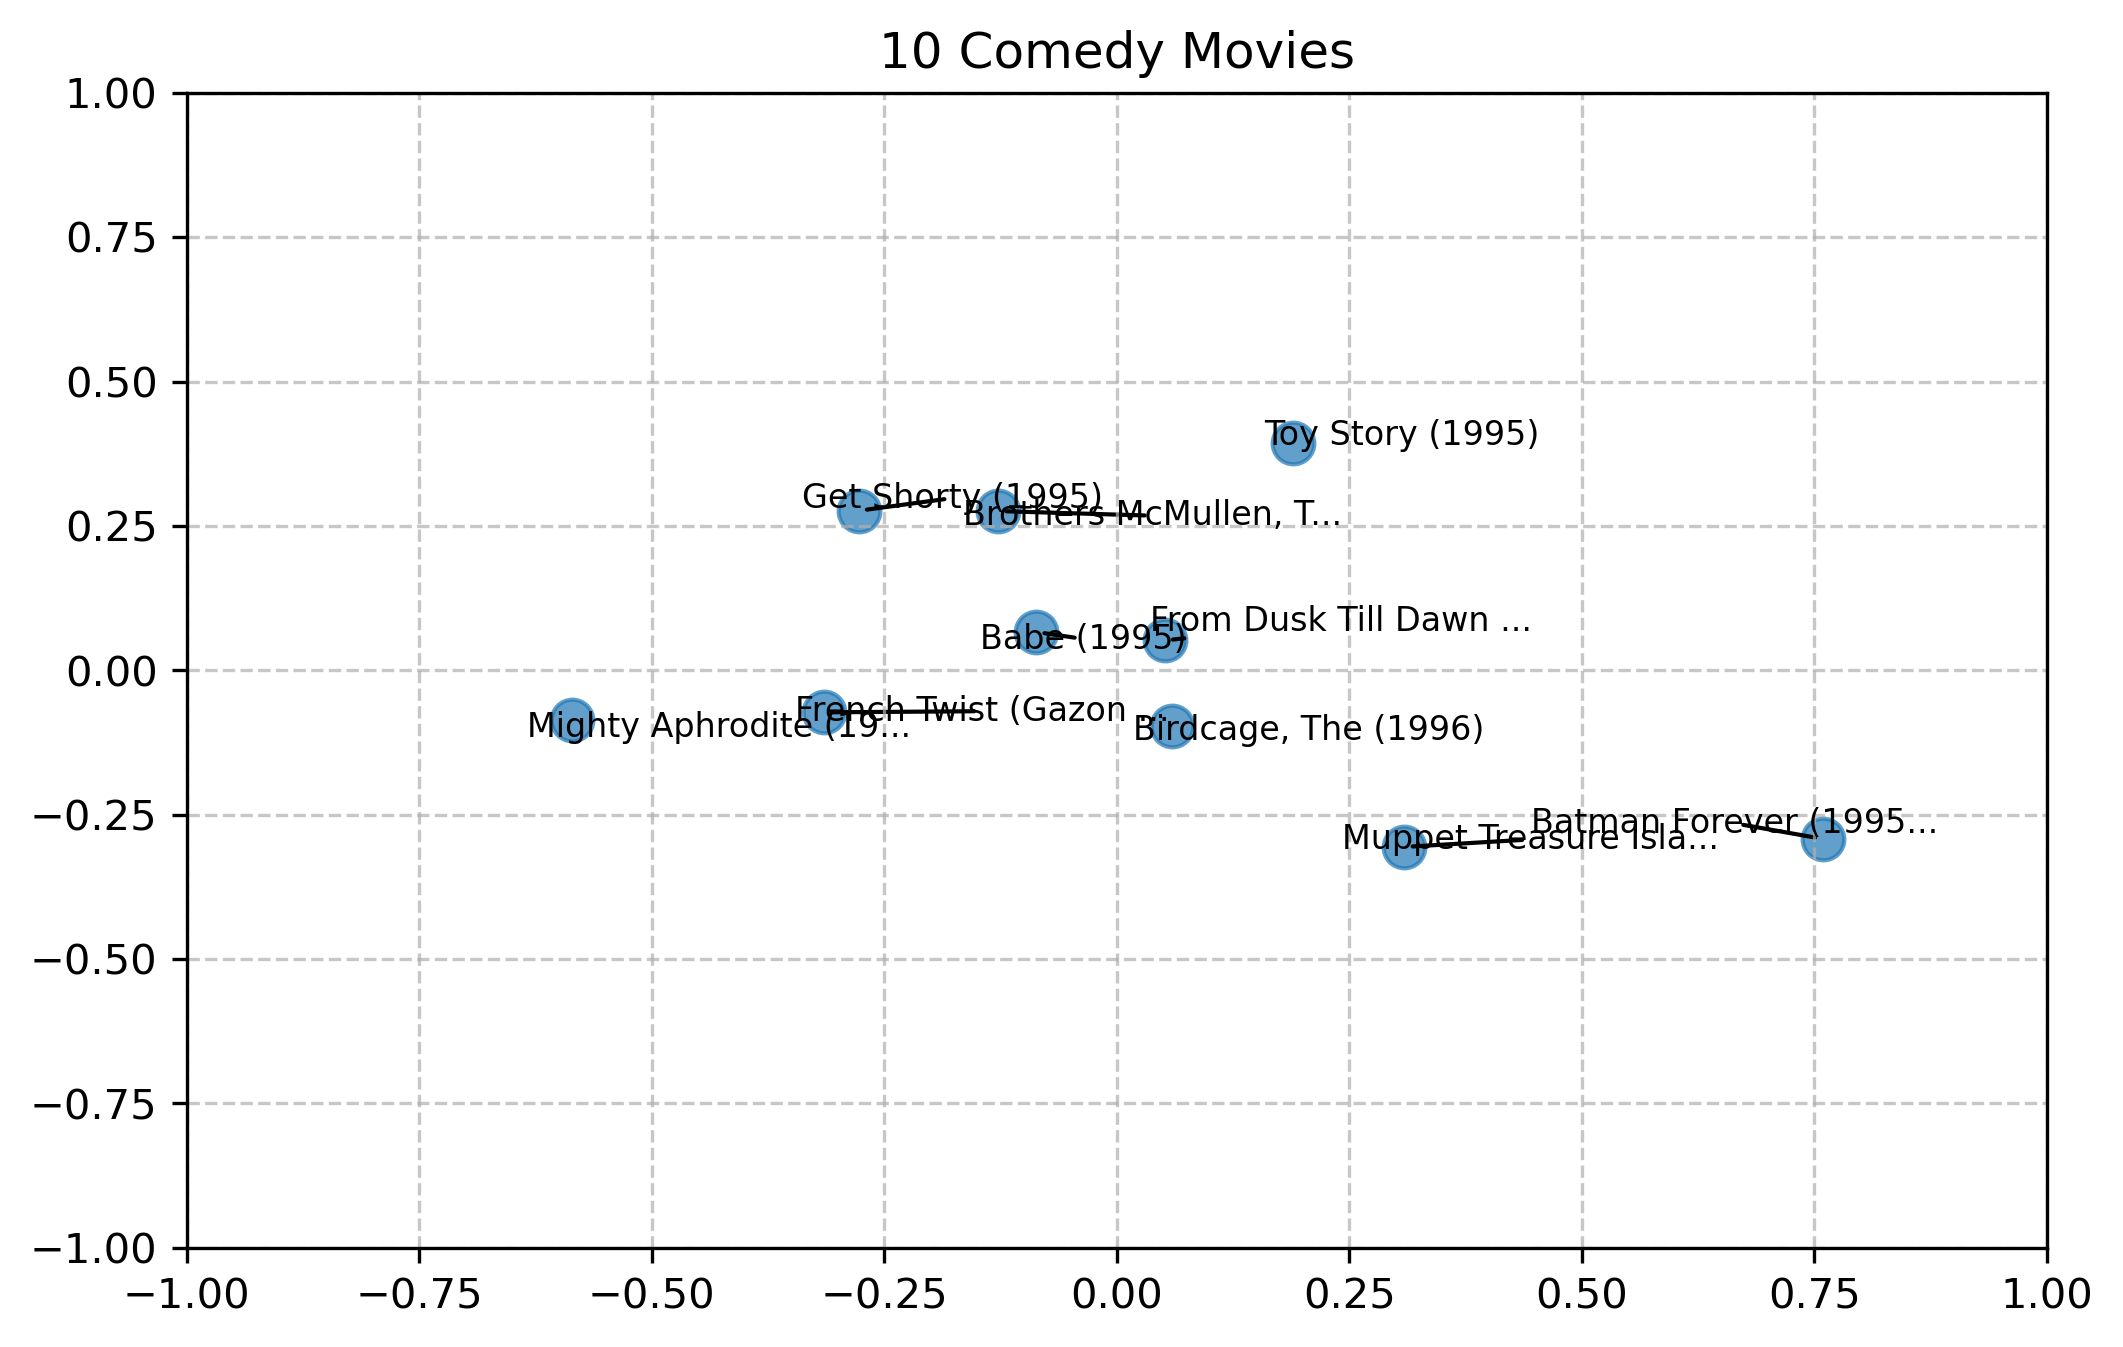 10 Comedy Movies
1.00
0.75
0.50
0.25
0.00
−0.25
−0.50
−0.75
−1.00
Toy Story (1995)
Get Shorty (1995)
Brothers McMullen, T...
From Dusk Till Dawn ...
Babe (1995)
French Twist (Gazon ...
Mighty Aphrodite (19...
Birdcage, The (1996)
Batman Forever (1995...
Muppet Treasure Isla...
−1.00 −0.75 −0.50 −0.25 0.00 0.25 0.50 0.75 1.00